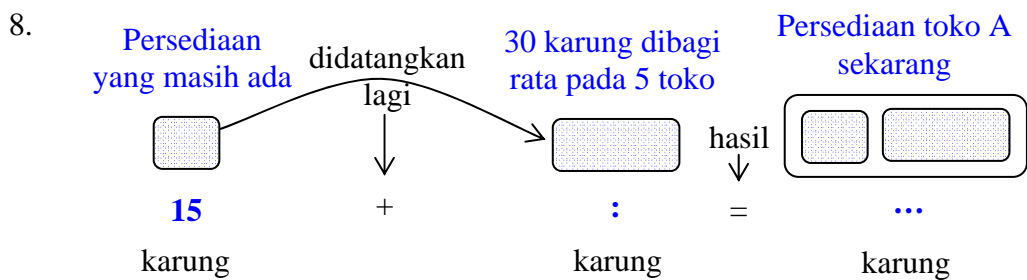 8.
Persediaan
yang masih ada
didatangkan
lagi
30 karung dibagi
rata pada 5 toko
Persediaan toko A
sekarang
hasil
15 + : = ...
karung karung karung